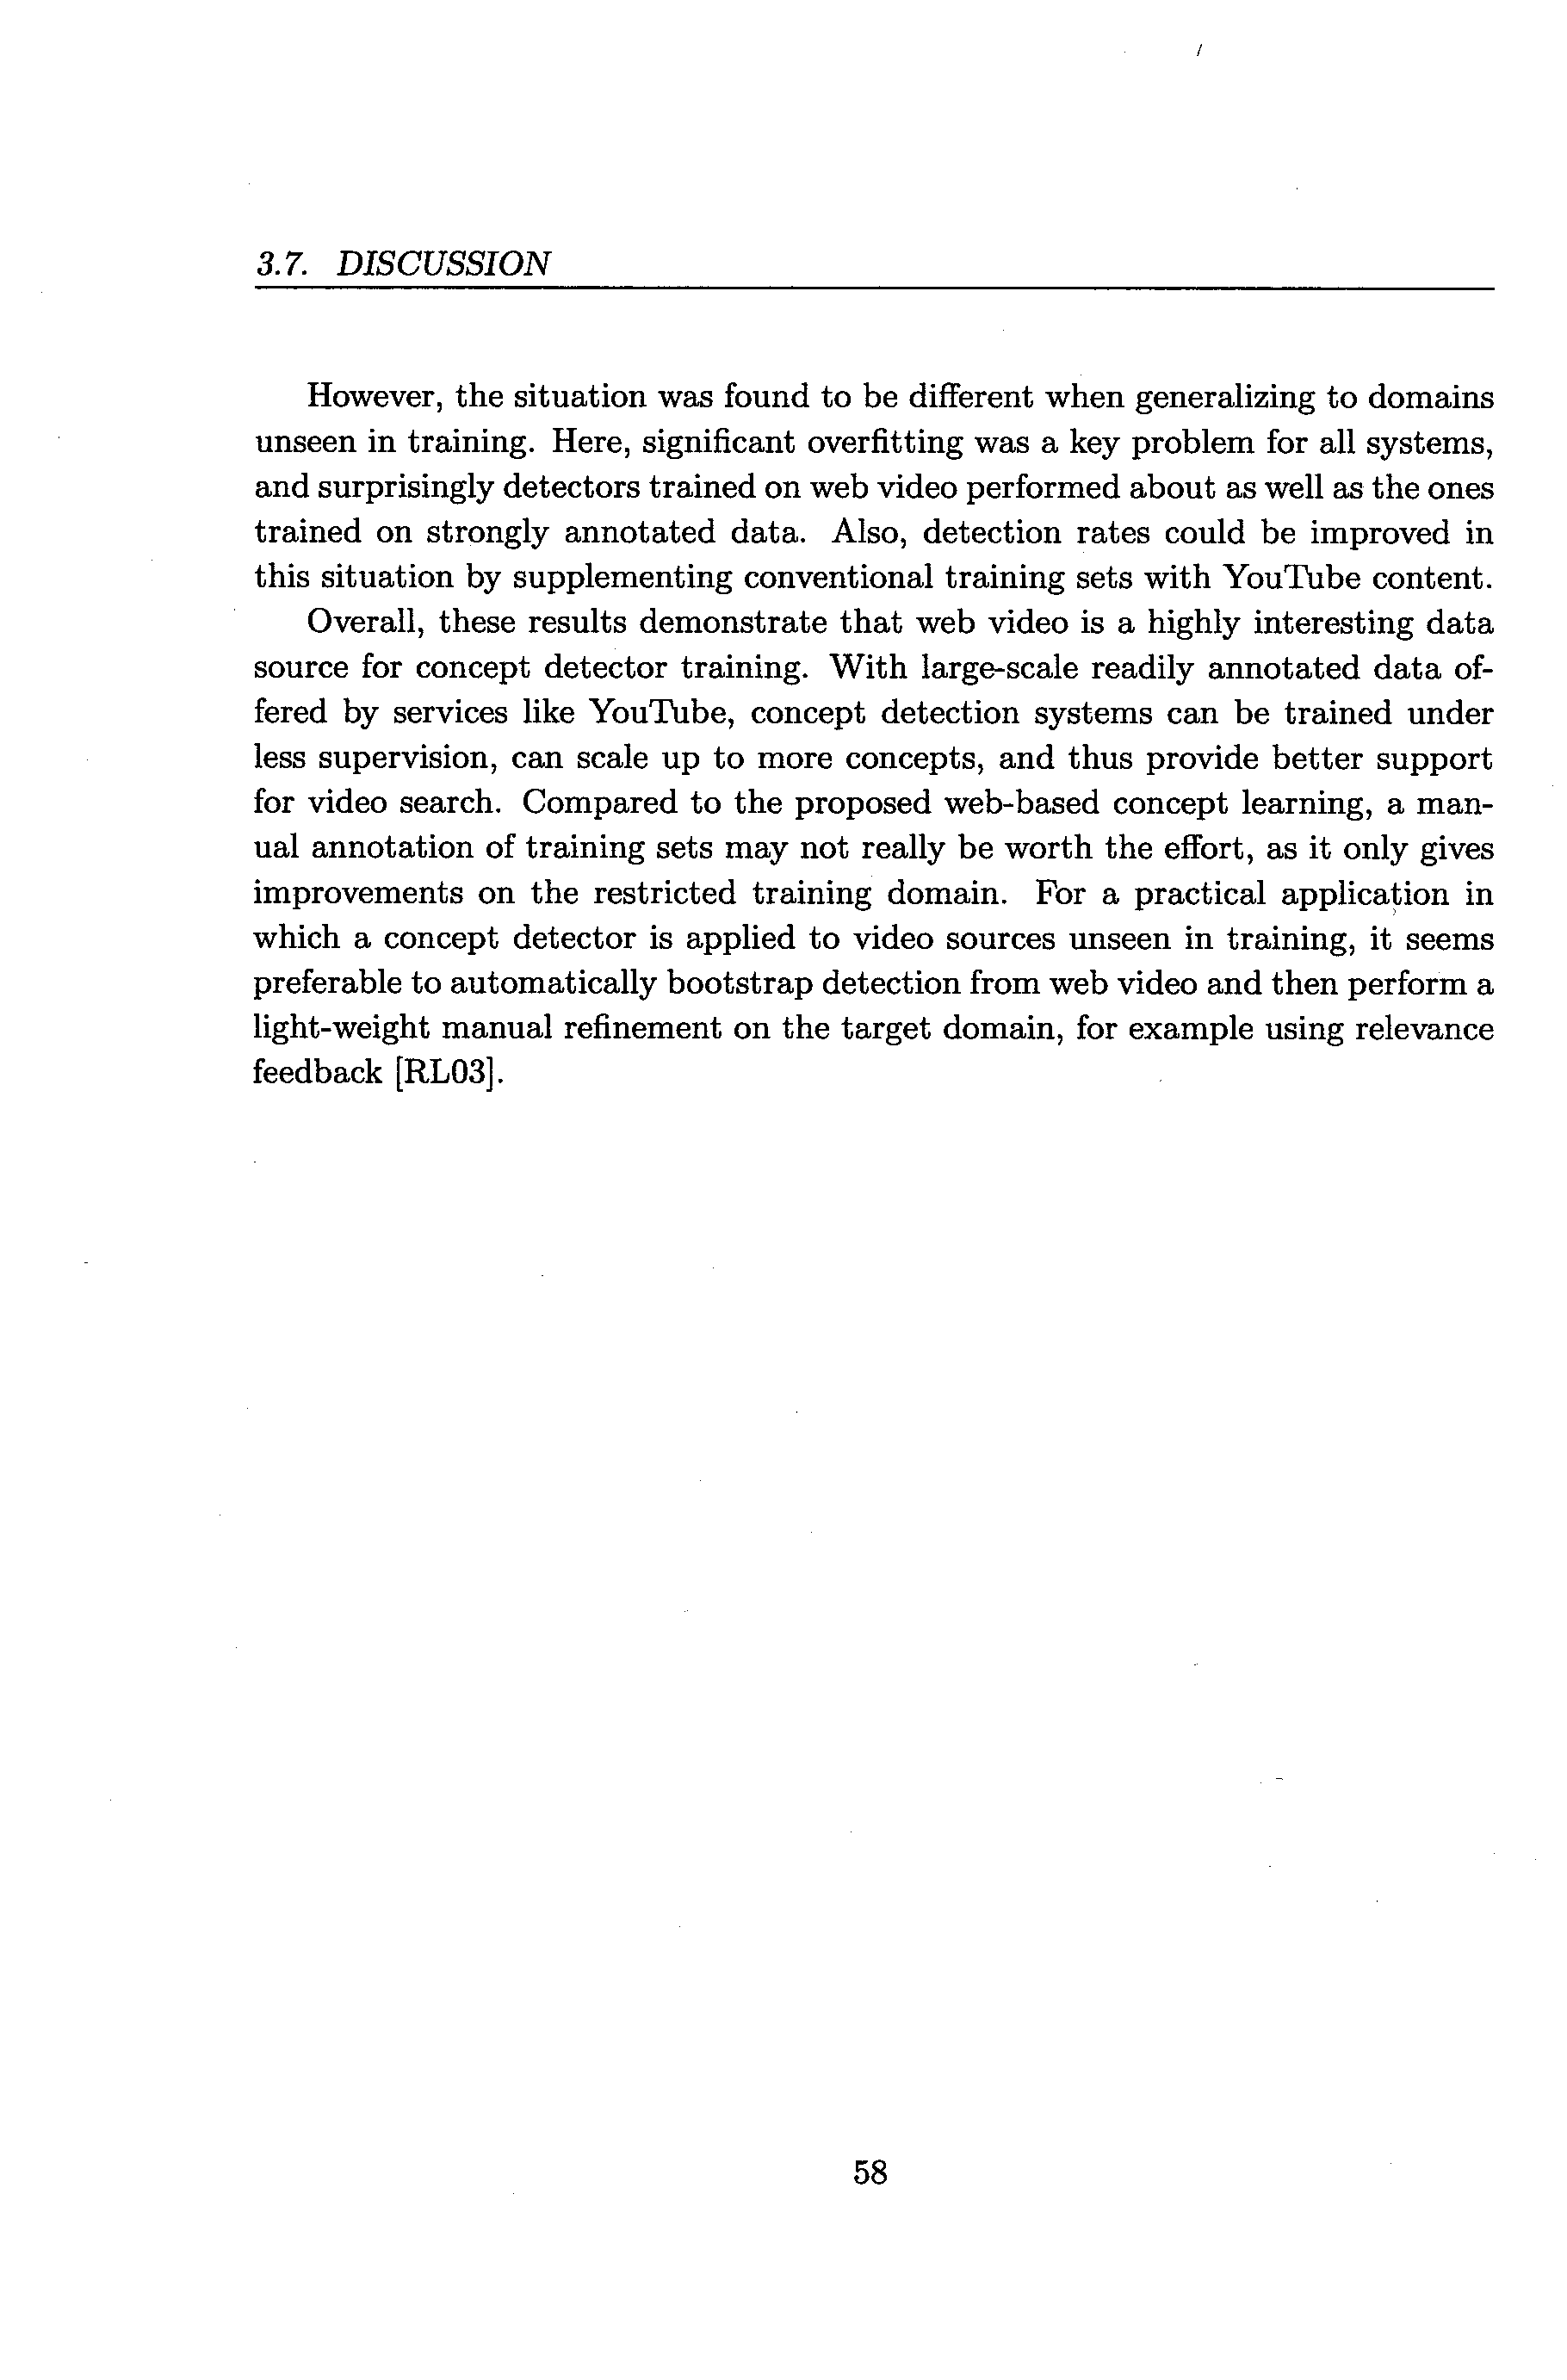 3.7. DISCUSSION
However, the situation was found to be different when generalizing to domains
unseen in training. Here, significant overfitting was a key problem for all systems,
and surprisingly detectors trained on web video performed about as well as the ones
trained on strongly annotated data. Also, detection rates could be improved in
this situation by supplementing conventional training sets with YouTube content.
Overall, these results demonstrate that web video is a highly interesting data
source for concept detector training. With large-scale readily annotated data of-
fered by services like YouTube, concept detection systems can be trained under
less supervision, can scale up to more concepts, and thus provide better support
for video search. Compared to the proposed web-based concept learning, a man-
ual annotation of training sets may not really be worth the effort, as it only gives
improvements on the restricted training domain. For a practical application in
which a concept detector is applied to video sources unseen in training, it seems
preferable to automatically bootstrap detection from web video and then perform a
light-weight manual refinement on the target domain, for example using relevance
feedback [RL03].
58